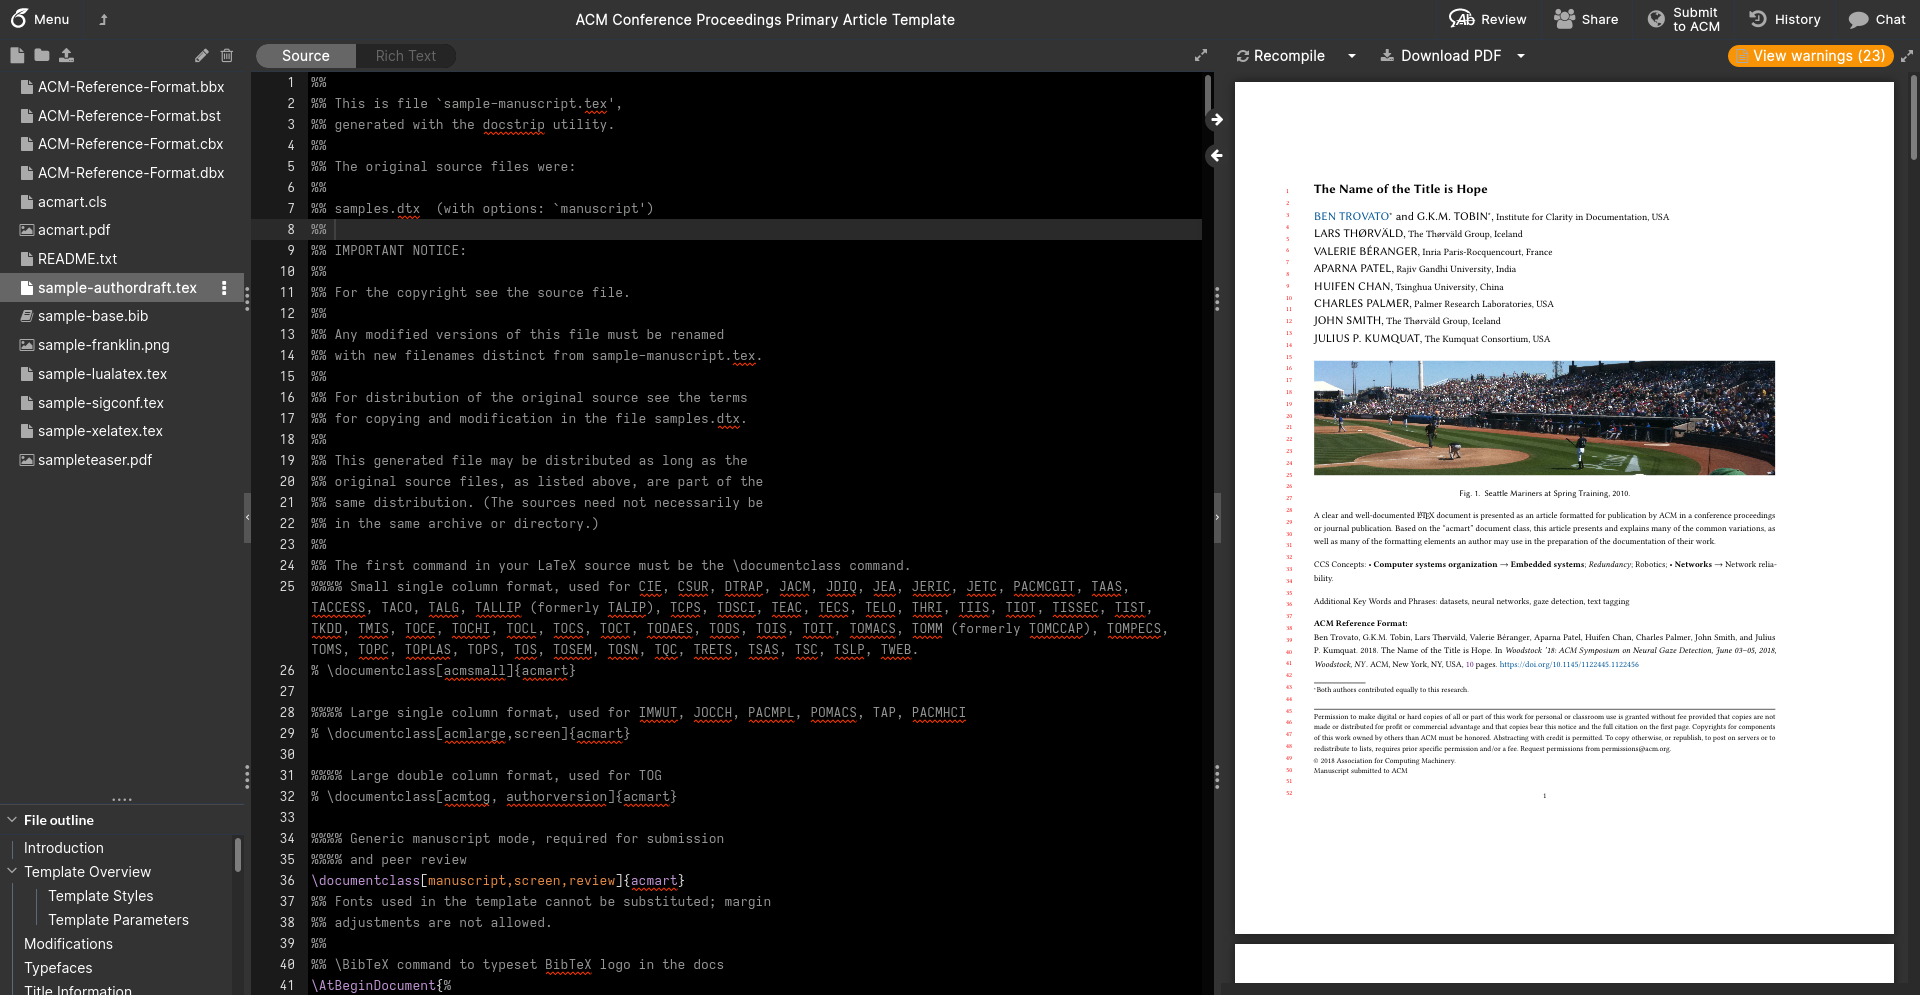 Menu
ACM Conference Proceedings Primary Article Template
Review
Share
Submit
to ACM
History
Chat
Source
Rich Text
Recompile
Download PDF
View warnings (23)
ACM-Reference-Format.bbx
ACM-Reference-Format.bst
ACM-Reference-Format.cbx
ACM-Reference-Format.dbx
acmart.cls
acmart.pdf
README.txt
sample-authordraft.tex
sample-base.bib
sample-franklin.png
sample-lualatex.tex
sample-sigconf.tex
sample-xelatex.tex
sampleteaser.pdf
File outline
Introduction
Template Overview
Template Styles
Template Parameters
Modifications
Typefaces
Title Information
1 %%
2 %% This is file `sample-manuscript.tex',
3 %% generated with the docstrip utility.
4 %%
5 %% The original source files were:
6 %%
7 %% samples.dtx  (with options: `manuscript')
8 %%
9 %% IMPORTANT NOTICE:
10 %%
11 %% For the copyright see the source file.
12 %%
13 %% Any modified versions of this file must be renamed
14 %% with new filenames distinct from sample-manuscript.tex.
15 %%
16 %% For distribution of the original source see the terms
17 %% for copying and modification in the file samples.dtx.
18 %%
19 %% This generated file may be distributed as long as the
20 %% original source files, as listed above, are part of the
21 %% same distribution. (The sources need not necessarily be
22 %% in the same archive or directory.)
23 %%
24 %% The first command in your LaTeX source must be the \documentclass command.
25 %%%% Small single column format, used for CIE, CSUR, DTRAP, JACM, JDIQ, JEA, JERIC, JETC, PACMCGIT, TAAS,
TACCESS, TACO, TALG, TALLIP (formerly TALIP), TCPS, TDSCI, TEAC, TECS, TELO, THRI, TIIS, TIOT, TISSEC, TIST,
TKDD, TMIS, TOCE, TOCHI, TOCL, TOCS, TOCT, TODAES, TODS, TOIS, TOIT, TOMACS, TOMM (formerly TOMCCAP), TOMPECS,
TOMS, TOPC, TOPLAS, TOPS, TOS, TOSEM, TOSN, TQC, TRETS, TSAS, TSC, TSLP, TWEB.
26 % \documentclass[acmsmall]{acmart}
27
28 %%%% Large single column format, used for IMWUT, JOCCH, PACMPL, POMACS, TAP, PACMHCI
29 % \documentclass[acmlarge,screen]{acmart}
30
31 %%%% Large double column format, used for TOG
32 % \documentclass[acmtog, authorversion]{acmart}
33
34 %%%% Generic manuscript mode, required for submission
35 %%%% and peer review
36 \documentclass[manuscript,screen,review]{acmart}
37 %% Fonts used in the template cannot be substituted; margin
38 %% adjustments are not allowed.
39 %%
40 %% \BibTeX command to typeset BibTeX logo in the docs
41 \AtBeginDocument{%
The Name of the Title is Hope
BEN TROVATO* and G.K.M. TOBIN*, Institute for Clarity in Documentation, USA
LARS THØRVÄLD, The Thørväld Group, Iceland
VALERIE BÉRANGER, Inria Paris-Rocquencourt, France
APARNA PATEL, Rajiv Gandhi University, India
HUIFEN CHAN, Tsinghua University, China
CHARLES PALMER, Palmer Research Laboratories, USA
JOHN SMITH, The Thørväld Group, Iceland
JULIUS P. KUMQUAT, The Kumquat Consortium, USA
Fig. 1. Seattle Mariners at Spring Training, 2010.
A clear and well-documented LATEX document is presented as an article formatted for publication by ACM in a conference proceedings
or journal publication. Based on the “acmart” document class, this article presents and explains many of the common variations, as
well as many of the formatting elements an author may use in the preparation of the documentation of their work.
CCS Concepts: • Computer systems organization → Embedded systems; Redundancy; Robotics; • Networks → Network relia-
bility.
Additional Key Words and Phrases: datasets, neural networks, gaze detection, text tagging
ACM Reference Format:
Ben Trovato, G.K.M. Tobin, Lars Thørväld, Valerie Béranger, Aparna Patel, Huifen Chan, Charles Palmer, John Smith, and Julius
P. Kumquat. 2018. The Name of the Title is Hope. In Woodstock '18: ACM Symposium on Neural Gaze Detection, June 03–05, 2018,
Woodstock, NY. ACM, New York, NY, USA, 10 pages. https://doi.org/10.1145/1122445.1122456
*Both authors contributed equally to this research.
Permission to make digital or hard copies of all or part of this work for personal or classroom use is granted without fee provided that copies are not
made or distributed for profit or commercial advantage and that copies bear this notice and the full citation on the first page. Copyrights for components
of this work owned by others than ACM must be honored. Abstracting with credit is permitted. To copy otherwise, or republish, to post on servers or to
redistribute to lists, requires prior specific permission and/or a fee. Request permissions from permissions@acm.org.
© 2018 Association for Computing Machinery.
Manuscript submitted to ACM
1